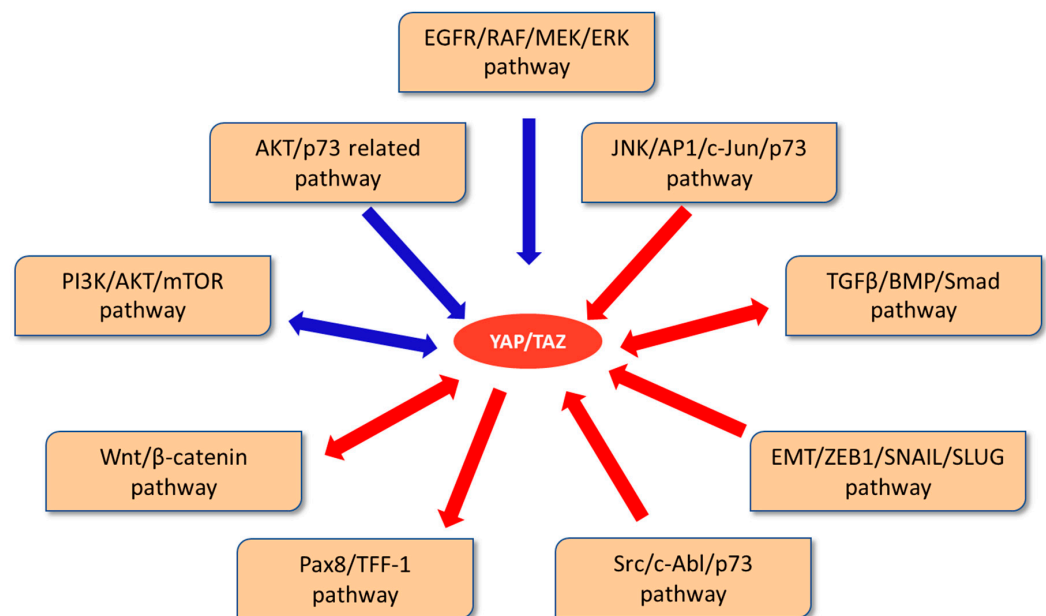 EGFR/RAF/MEK/ERK
pathway
AKT/p73 related
pathway
JNK/AP1/c-Jun/p73
pathway
PI3K/AKT/mTOR
pathway
TGFβ/BMP/Smad
pathway
YAP/TAZ
Wnt/β-catenin
pathway
EMT/ZEB1/SNAIL/SLUG
pathway
Pax8/TFF-1
pathway
Src/c-Abl/p73
pathway